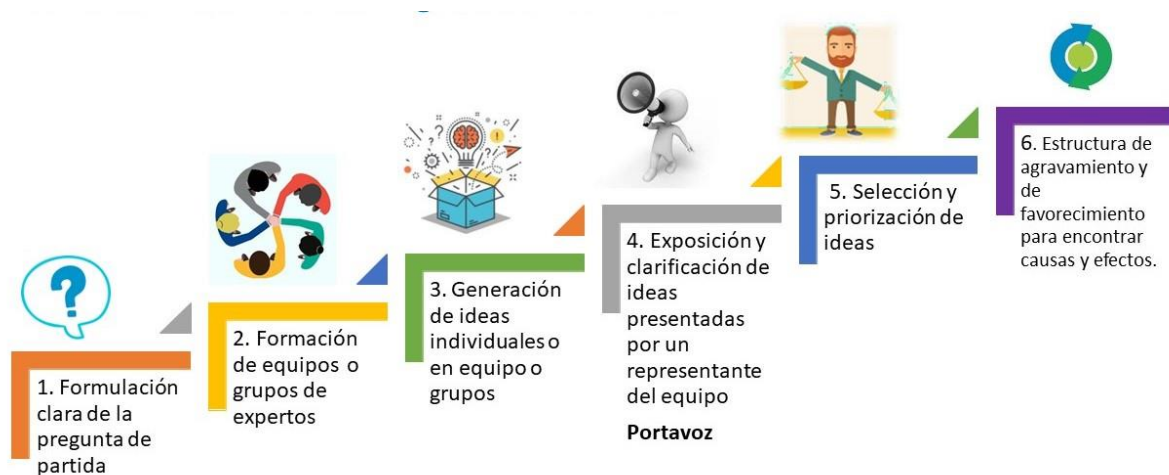 1. Formulación
clara de la
pregunta de
partida
2. Formación
de equipos o
grupos de
expertos
3. Generación
de ideas
individuales o
en equipo o
grupos
4. Exposición y
clarificación de
ideas
presentadas
por un
representante
del equipo
Portavoz
5. Selección y
priorización de
ideas
6. Estructura de
agravamiento y
de
favorecimiento
para encontrar
causas y efectos.